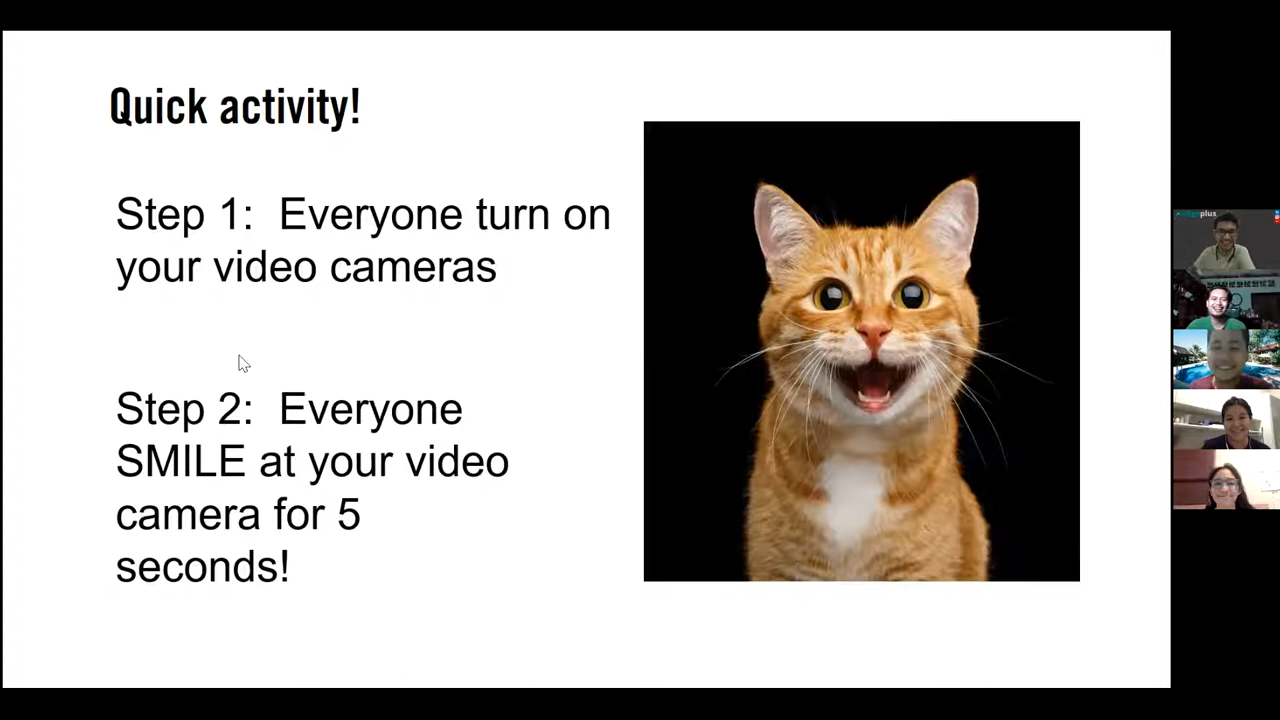 Quick activity!
Step 1: Everyone turn on
your video cameras
Step 2: Everyone
SMILE at your video
camera for 5
seconds!
plus